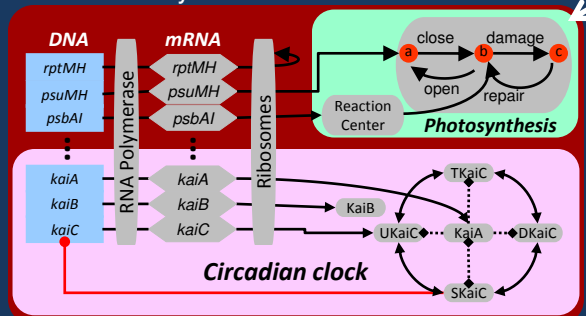 DNA
mRNA
rptMH
psuMH
psbAI
kaiA
kaiB
kaiC
RNA Polymerase
rptMH
psuMH
psbAI
kaiA
kaiB
kaiC
Ribosomes
a
close
b
damage
c
open
repair
Reaction
Center
Photosynthesis
KaiB
TKaiC
UKaiC
KaiA
DKaiC
SKaiC
Circadian clock